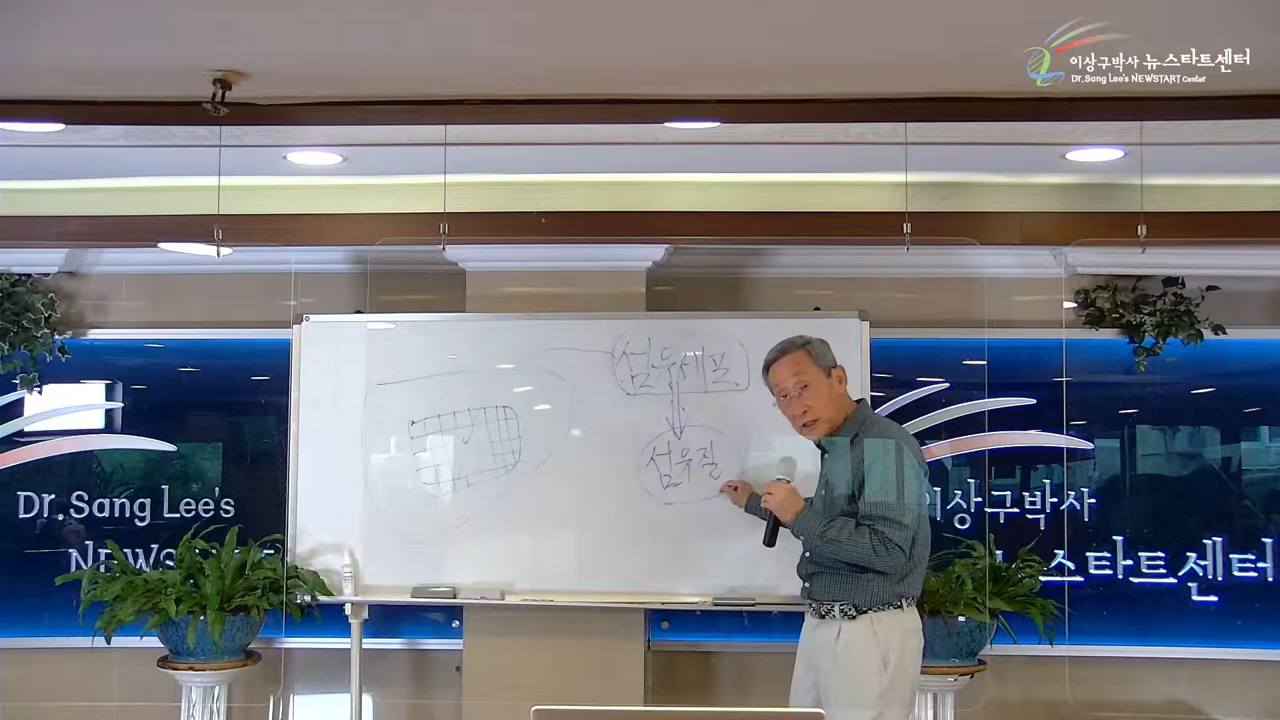 이상구박사 뉴스타트센터
Dr. Sang Lee's NEWSTART Center
섬유세포
섬유질
Dr. Sang Lee's
NEWS
이상구박사
스타트센터